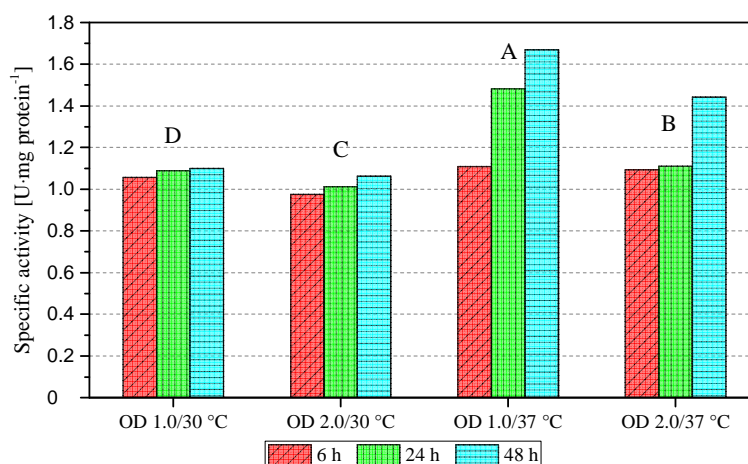 Specific activity [U·mg protein⁻¹]
1.8
1.6
1.4
1.2
1.0
0.8
0.6
0.4
0.2
0
D
C
A
B
OD 1.0/30 °C
OD 2.0/30 °C
OD 1.0/37 °C
OD 2.0/37 °C
6 h
24 h
48 h